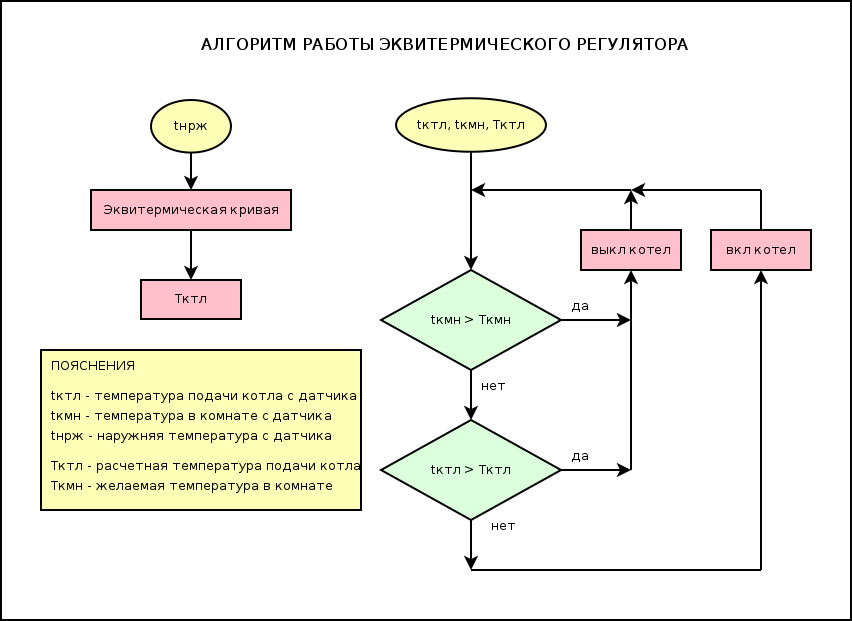 АЛГОРИТМ РАБОТЫ ЭКВИТЕРМИЧЕСКОГО РЕГУЛЯТОРА
tнрж
Эквитермическая кривая
Tктл
tктл, tкмн, Tктл
выкл котел
вкл котел
tкмн > Tкмн
да
нет
tктл > Tктл
да
нет
ПОЯСНЕНИЯ
tктл - температура подачи котла с датчика
tкмн - температура в комнате с датчика
tнрж - наружняя температура с датчика
Tктл - расчетная температура подачи котла
Tкмн - желаемая температура в комнате